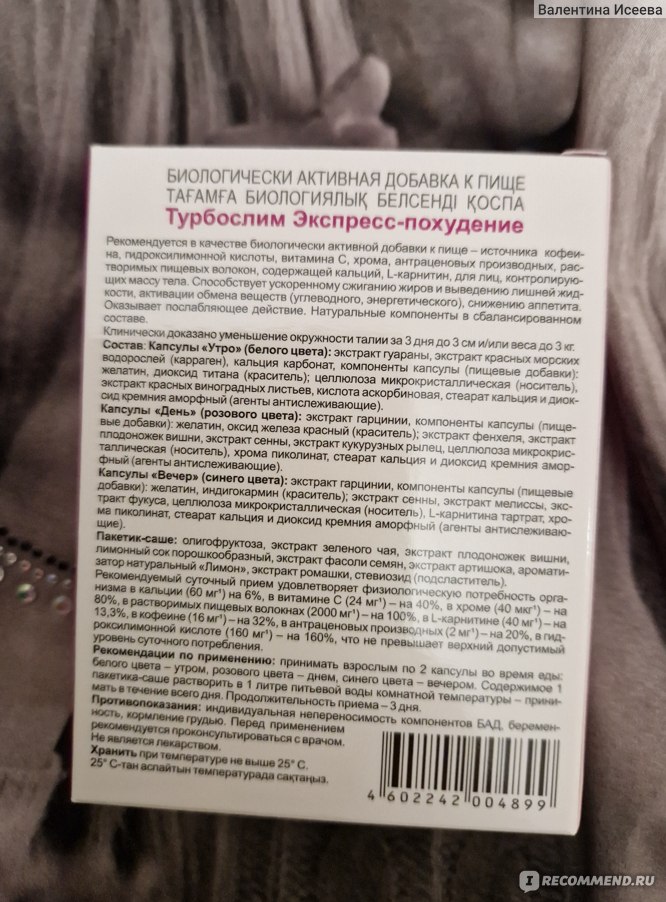 Валентина Исеева
БИОЛОГИЧЕСКИ АКТИВНАЯ ДОБАВКА К ПИЩЕ
ТАҒАМҒА БИОЛОГИЯЛЫҚ БЕЛСЕНДІ ҚОСПА
Турбослим Экспресс-похудение
Рекомендуется в качестве биологически активной добавки к пище – источника кофеи-
на, гидроксилимонной кислоты, витамина С, хрома, антраценовых производных, рас-
творимых пищевых волокон, содержащей кальций, L-карнитин, для лиц, контролирую-
щих массу тела. Способствует ускоренному сжиганию жиров и выведению лишней жид-
кости, активации обмена веществ (углеводного, энергетического), снижению аппетита.
Оказывает послабляющее действие. Натуральные компоненты в сбалансированном
составе.
Клинически доказано уменьшение окружности талии за 3 дня до 3 см и/или веса до 3 кг.
Состав: Капсулы «Утро» (белого цвета): экстракт гуараны, экстракт красных морских
водорослей (карраген), кальция карбонат, компоненты капсулы (пищевые добавки):
желатин, диоксид титана (краситель); целлюлоза микрокристаллическая (носитель),
экстракт красных виноградных листьев, кислота аскорбиновая, стеарат кальция и диок-
сид кремния аморфный (агенты антислеживающие).
Капсулы «День» (розового цвета): экстракт гарцинии, компоненты капсулы (пище-
вые добавки): желатин, оксид железа красный (краситель); экстракт фенхеля, экстракт
плодоножек вишни, экстракт сенны, экстракт кукурузных рылец, целлюлоза микрокрис-
таллическая (носитель), хрома пиколинат, стеарат кальция и диоксид кремния амор-
фный (агенты антислеживающие).
Капсулы «Вечер» (синего цвета): экстракт гарцинии, компоненты капсулы (пищевые
добавки): желатин, индигокармин (краситель); экстракт сенны, экстракт мелиссы, экс-
тракт фукуса, целлюлоза микрокристаллическая (носитель), L-карнитина тартрат, хро-
ма пиколинат, стеарат кальция и диоксид кремния аморфный (агенты антислеживаю-
щие).
Пакетик-саше: олигофруктоза, экстракт зеленого чая, экстракт плодоножек вишни,
лимонный сок порошкообразный, экстракт фасоли семян, экстракт артишока, аромати-
затор натуральный «Лимон», экстракт ромашки, стевиозид (подсластитель).
Рекомендуемый суточный прием удовлетворяет физиологическую потребность орга-
низма в кальции (60 мг¹) на 6%, в витамине С (24 мг¹) – на 40%, в хроме (40 мкг¹) – на
80%, в растворимых пищевых волокнах (2000 мг¹) – на 100%, в L-карнитине (40 мг¹) – на
13,3%, в кофеине (16 мг¹) – на 32%, в антраценовых производных (2 мг¹) – на 20%, в гид-
роксилимонной кислоте (160 мг¹) – на 160%, что не превышает верхний допустимый
уровень суточного потребления.
Рекомендации по применению: принимать взрослым по 2 капсулы во время еды:
белого цвета – утром, розового цвета – днем, синего цвета – вечером. Содержимое 1
пакетика-саше растворить в 1 литре питьевой воды комнатной температуры – прини-
мать в течение всего дня. Продолжительность приема – 3 дня.
Противопоказания: индивидуальная непереносимость компонентов БАД, беремен-
ность, кормление грудью. Перед применением
рекомендуется проконсультироваться с врачом.
Не является лекарством.
Хранить при температуре не выше 25° С.
25° С-тан аспайтын температурада сақтаңыз.
4 602242 004899
IRECOMMEND.RU